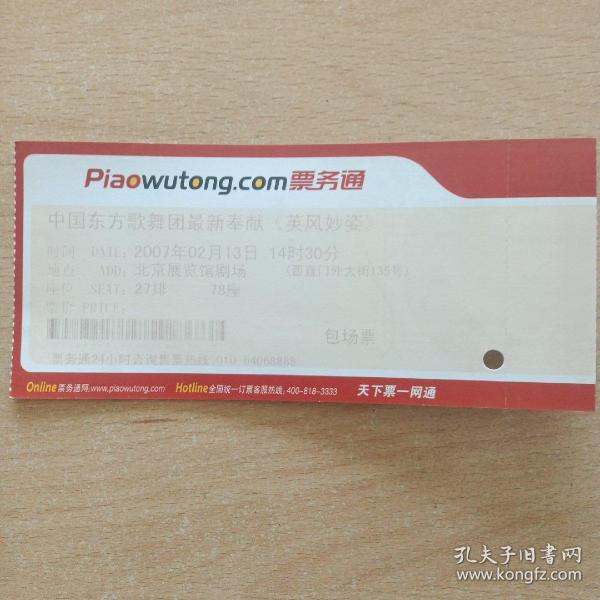 Piaowutong.com票务通
中国东方歌舞团最新奉献《英风妙姿》
时间 DATE: 2007年02月13日 14时30分
地点 ADD: 北京展览馆剧场 (西直门外大街135号)
座位 SEAT: 27排 78座
票价 PRICE:
包场票
票务通24小时咨询售票热线:010-64068888
Online票务通网:www.piaowutong.com Hotline全国统一订票客服热线:400-818-3333 天下票一网通
孔夫子旧书网
www.kongfz.com